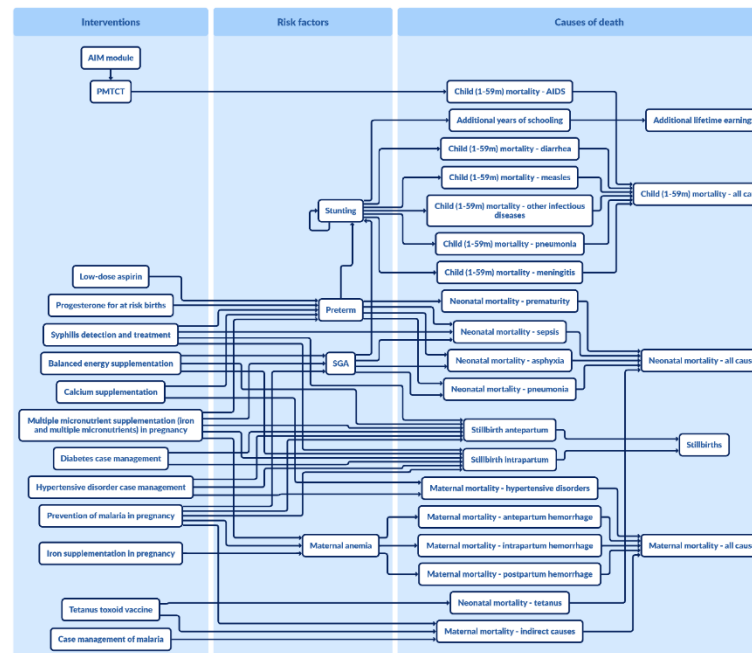 Interventions
Risk factors
Causes of death
AIM module
PMTCT
Child (1-59m) mortality - AIDS
Additional years of schooling
Additional lifetime earning
Child (1-59m) mortality - diarrhea
Child (1-59m) mortality - measles
Child (1-59m) mortality - all cau
Stunting
Child (1-59m) mortality - other infectious
diseases
Child (1-59m) mortality - pneumonia
Child (1-59m) mortality - meningitis
Low-dose aspirin
Progesterone for at risk births
Preterm
Neonatal mortality - prematurity
Syphilis detection and treatment
Neonatal mortality - sepsis
Balanced energy supplementation
SGA
Neonatal mortality - asphyxia
Neonatal mortality - all cause
Calcium supplementation
Neonatal mortality - pneumonia
Multiple micronutrient supplementation (iron
and multiple micronutrients) in pregnancy
Stillbirth antepartum
Stillbirths
Diabetes case management
Stillbirth intrapartum
Hypertensive disorder case management
Maternal mortality - hypertensive disorders
Prevention of malaria in pregnancy
Maternal mortality - antepartum hemorrhage
Iron supplementation in pregnancy
Maternal anemia
Maternal mortality - intrapartum hemorrhage
Maternal mortality - all cause
Maternal mortality - postpartum hemorrhage
Tetanus toxoid vaccine
Neonatal mortality - tetanus
Case management of malaria
Maternal mortality - indirect causes